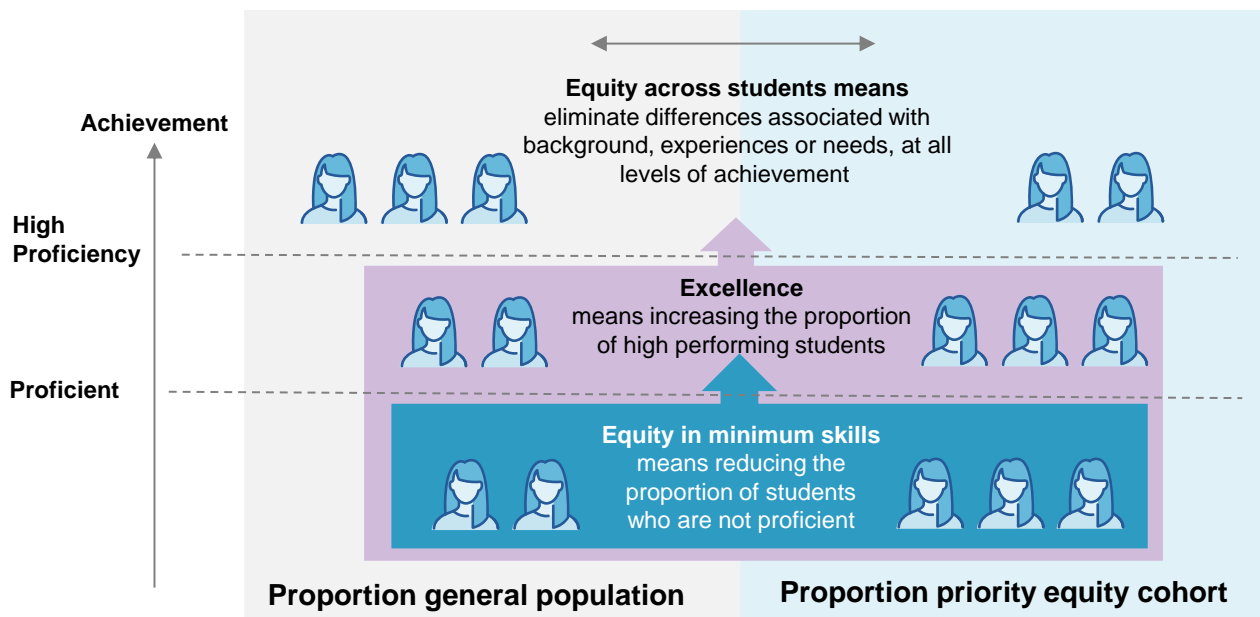 Equity across students means
eliminate differences associated with
background, experiences or needs, at all
levels of achievement
Achievement
High
Proficiency
Excellence
means increasing the proportion
of high performing students
Proficient
Equity in minimum skills
means reducing the
proportion of students
who are not proficient
Proportion general population
Proportion priority equity cohort